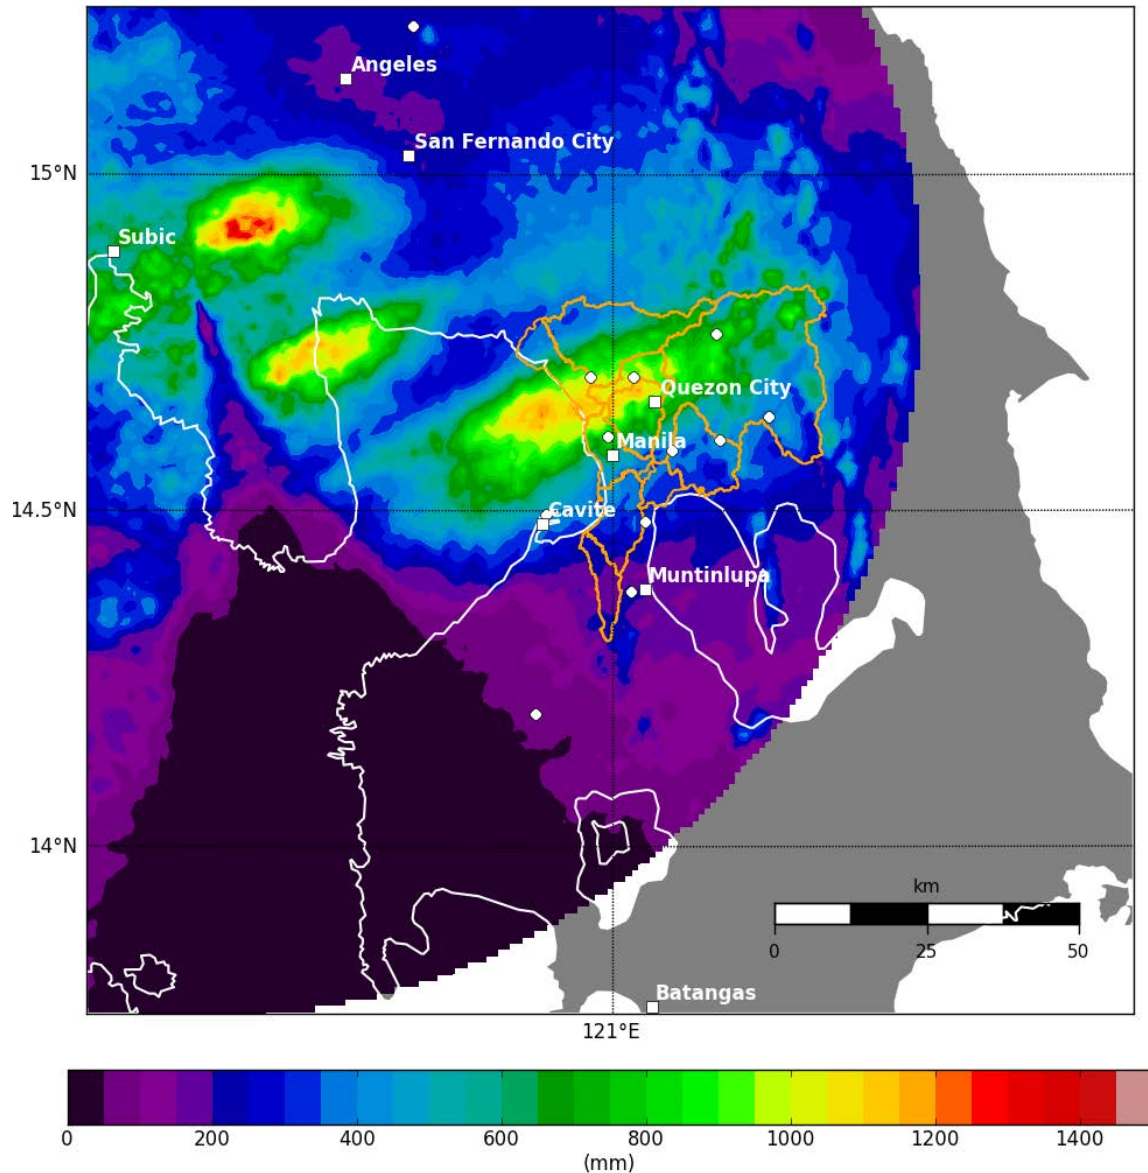 Angeles
San Fernando City
15°N
Subic
Quezon City
Manila
14.5°N
Cavite
Muntinlupa
14°N
km
0 25 50
Batangas
121°E
0 200 400 600 800 1000 1200 1400
(mm)